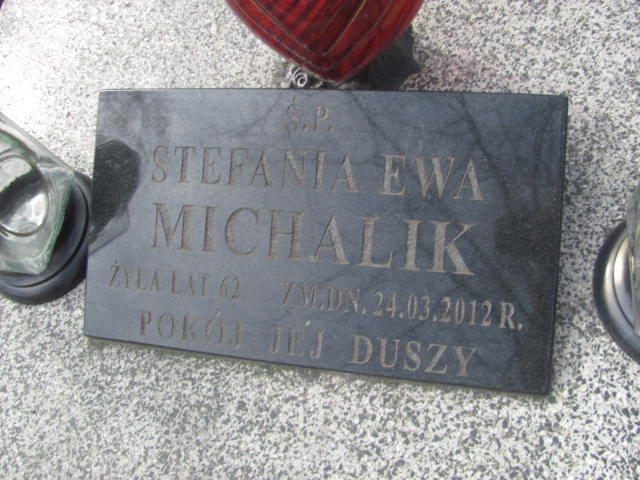 Ś.P.
STEFANIA EWA
MICHALIK
ŻYŁA LAT 62 ZM.DN. 24.03.2012 R.
POKÓJ JEJ DUSZY